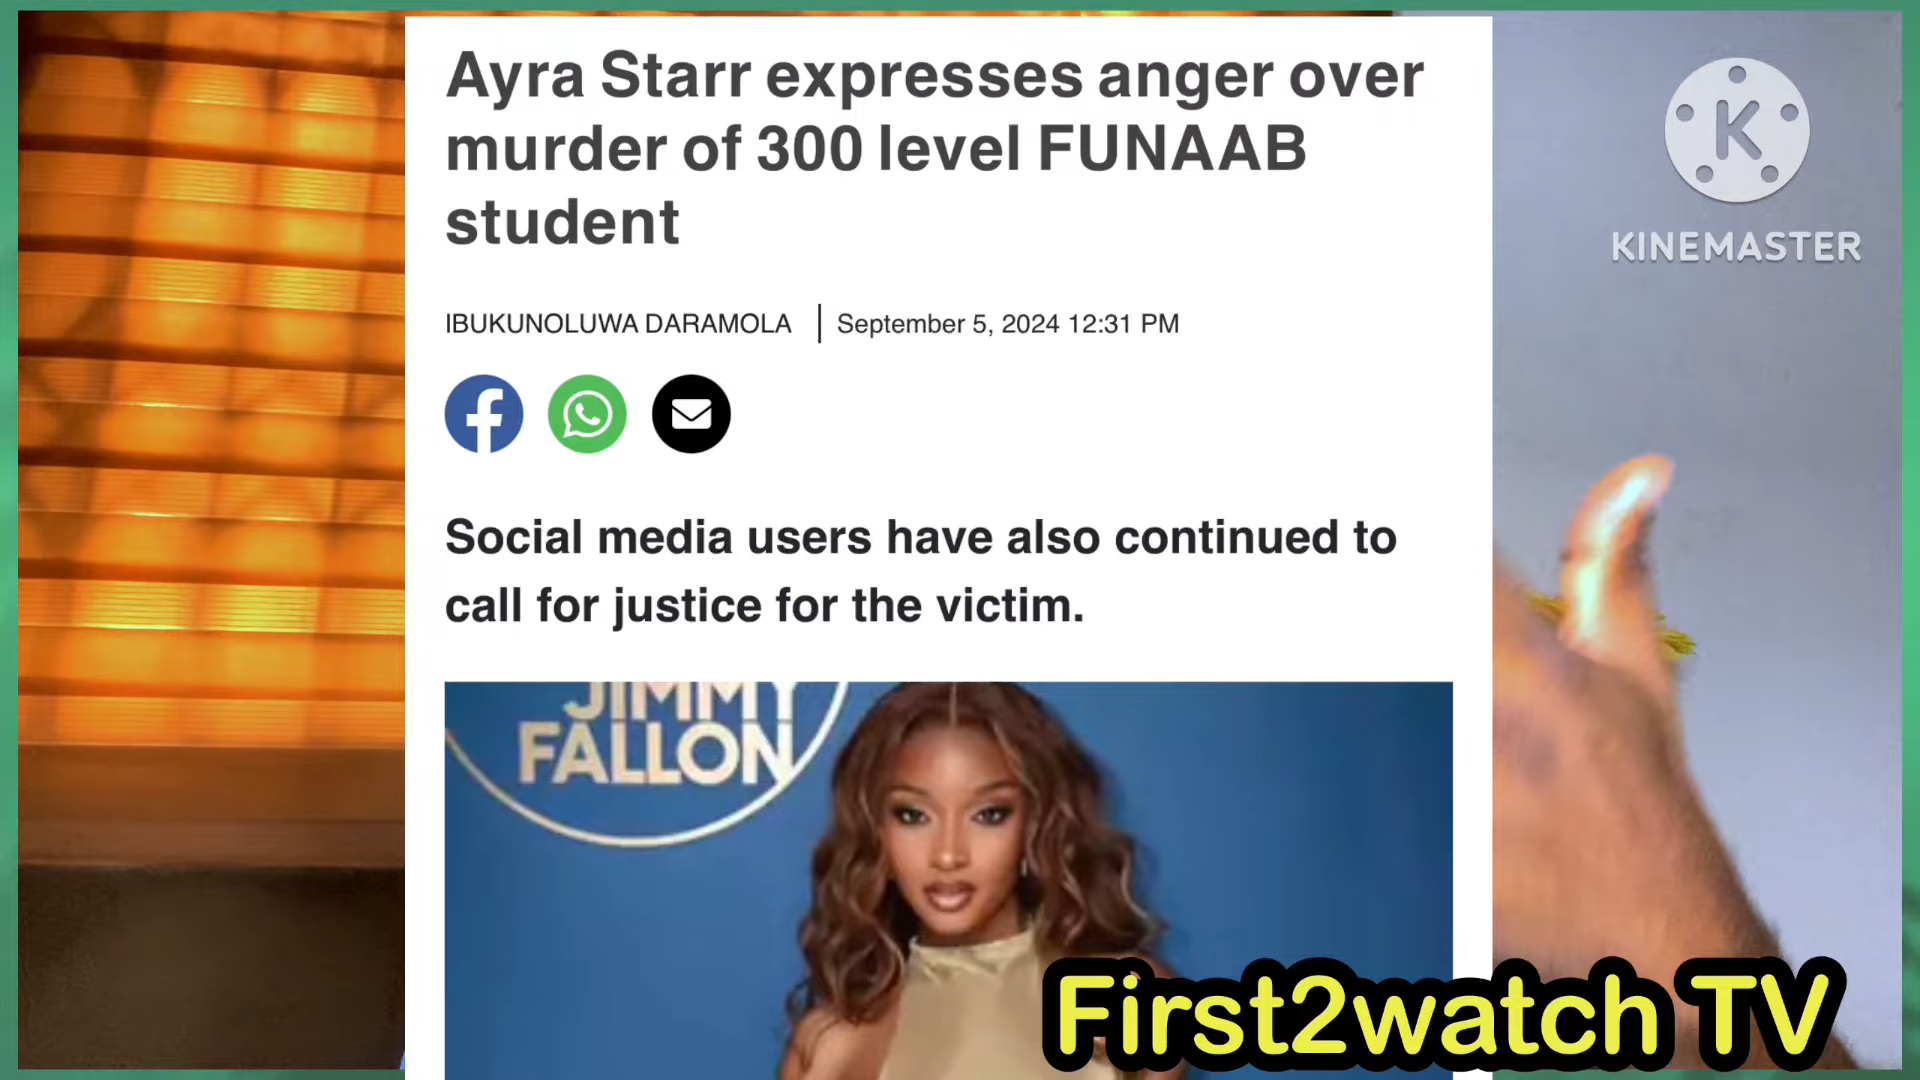 Ayra Starr expresses anger over
murder of 300 level FUNAAB
student
K
KINEMASTER
IBUKUNOLUWA DARAMOLA | September 5, 2024 12:31 PM
Social media users have also continued to
call for justice for the victim.
JIMMY
FALLON
First2watch TV